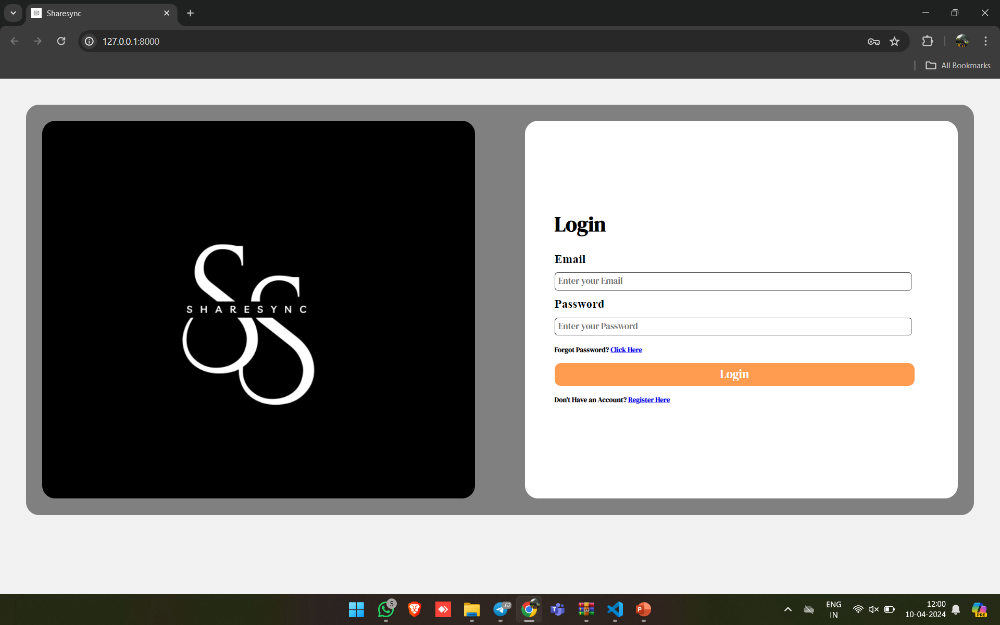 Sharesync
127.0.0.1:8000
All Bookmarks
SHARESYNC
Login
Email
Enter your Email
Password
Enter your Password
Forgot Password? Click Here
Login
Don't Have an Account? Register Here
5
62
ENG
IN
12:00
10-04-2024
PRE